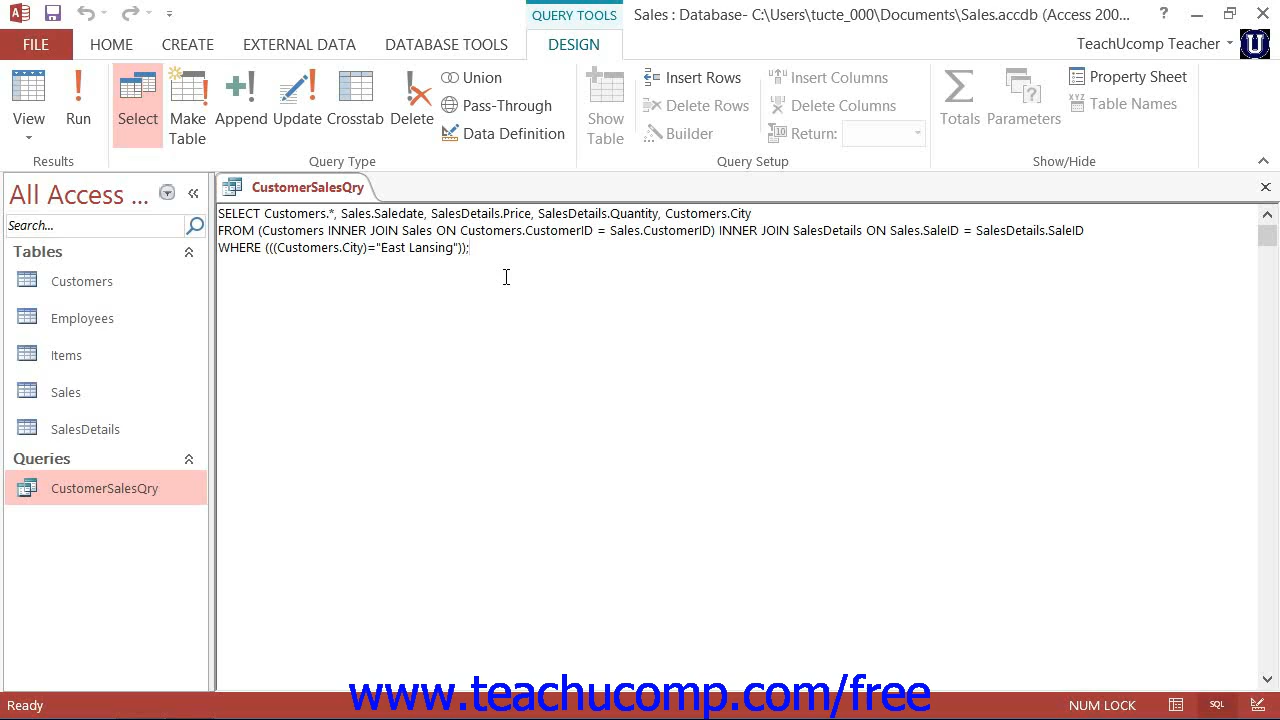 QUERY TOOLS
Sales : Database- C:\Users\tucte_000\Documents\Sales.accdb (Access 200...
FILE
HOME
CREATE
EXTERNAL DATA
DATABASE TOOLS
DESIGN
TeachUcomp Teacher
View
Run
Results
Select
Make Table
Append
Update
Crosstab
Delete
Union
Pass-Through
Data Definition
Query Type
Show Table
Insert Rows
Delete Rows
Builder
Insert Columns
Delete Columns
Return:
Query Setup
Totals
Parameters
Property Sheet
Table Names
Show/Hide
All Access ...
Search...
Tables
Customers
Employees
Items
Sales
SalesDetails
Queries
CustomerSalesQry
CustomerSalesQry
SELECT Customers.*, Sales.Saledate, SalesDetails.Price, SalesDetails.Quantity, Customers.City
FROM (Customers INNER JOIN Sales ON Customers.CustomerID = Sales.CustomerID) INNER JOIN SalesDetails ON Sales.SaleID = SalesDetails.SaleID
WHERE (((Customers.City)="East Lansing"));
www.teachucomp.com/free
Ready
NUM LOCK
SQL